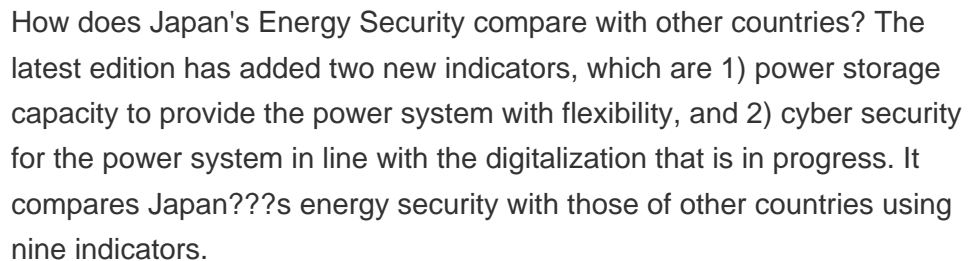 How does Japan's Energy Security compare with other countries? The
latest edition has added two new indicators, which are 1) power storage
capacity to provide the power system with flexibility, and 2) cyber security
for the power system in line with the digitalization that is in progress. It
compares Japan???s energy security with those of other countries using
nine indicators.